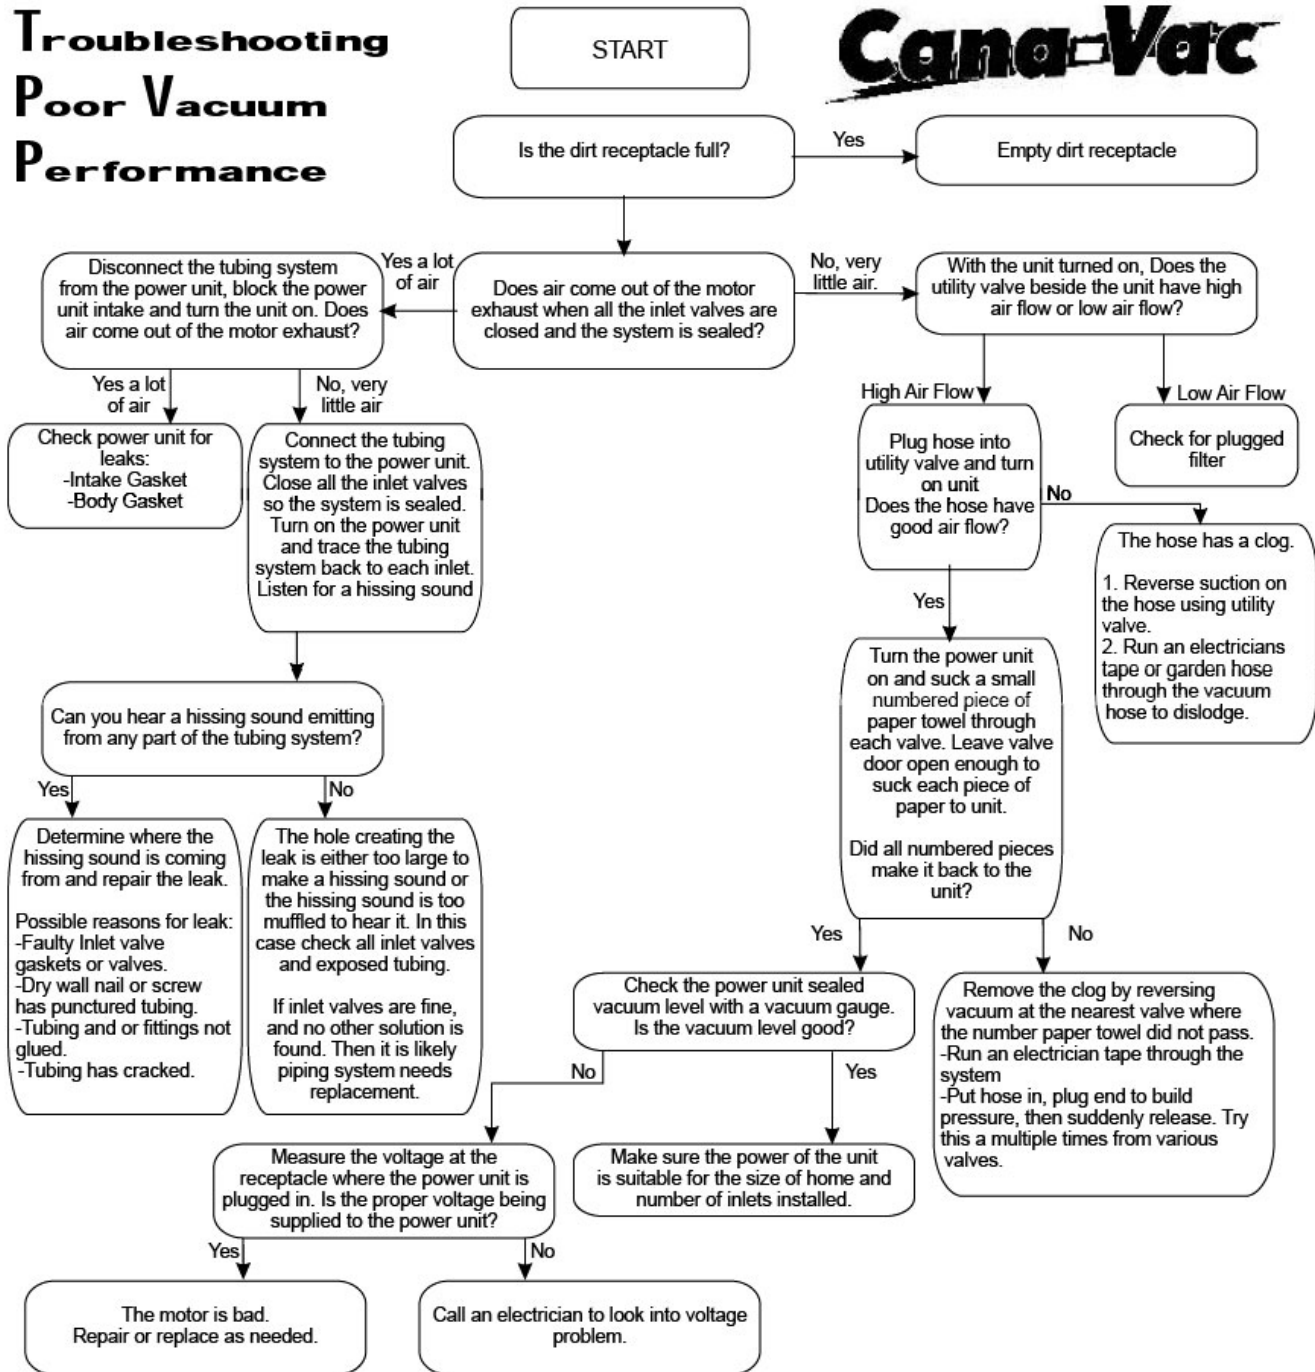 Troubleshooting
Poor Vacuum
Performance
START
Cana-Vac
Is the dirt receptacle full?
Yes
Empty dirt receptacle
Disconnect the tubing system
from the power unit, block the power
unit intake and turn the unit on. Does
air come out of the motor exhaust?
Yes a lot
of air
Does air come out of the motor
exhaust when all the inlet valves are
closed and the system is sealed?
No, very
little air.
With the unit turned on, Does the
utility valve beside the unit have high
air flow or low air flow?
Yes a lot
of air
No, very
little air
High Air Flow
Low Air Flow
Check power unit for
leaks:
-Intake Gasket
-Body Gasket
Connect the tubing
system to the power unit.
Close all the inlet valves
so the system is sealed.
Turn on the power unit
and trace the tubing
system back to each inlet.
Listen for a hissing sound
Plug hose into
utility valve and turn
on unit
Does the hose have
good air flow?
Check for plugged
filter
No
The hose has a clog.
1. Reverse suction on
the hose using utility
valve.
2. Run an electricians
tape or garden hose
through the vacuum
hose to dislodge.
Yes
Turn the power unit
on and suck a small
numbered piece of
paper towel through
each valve. Leave valve
door open enough to
suck each piece of
paper to unit.
Did all numbered pieces
make it back to the
unit?
Can you hear a hissing sound emitting
from any part of the tubing system?
Yes
No
Determine where the
hissing sound is coming
from and repair the leak.
Possible reasons for leak:
-Faulty Inlet valve
gaskets or valves.
-Dry wall nail or screw
has punctured tubing.
-Tubing and or fittings not
glued.
-Tubing has cracked.
The hole creating the
leak is either too large to
make a hissing sound or
the hissing sound is too
muffled to hear it. In this
case check all inlet valves
and exposed tubing.
If inlet valves are fine,
and no other solution is
found. Then it is likely
piping system needs
replacement.
Yes
No
Check the power unit sealed
vacuum level with a vacuum gauge.
Is the vacuum level good?
Remove the clog by reversing
vacuum at the nearest valve where
the number paper towel did not pass.
-Run an electrician tape through the
system
-Put hose in, plug end to build
pressure, then suddenly release. Try
this a multiple times from various
valves.
No
Yes
Measure the voltage at the
receptacle where the power unit is
plugged in. Is the proper voltage being
supplied to the power unit?
Make sure the power of the unit
is suitable for the size of home and
number of inlets installed.
Yes
No
The motor is bad.
Repair or replace as needed.
Call an electrician to look into voltage
problem.